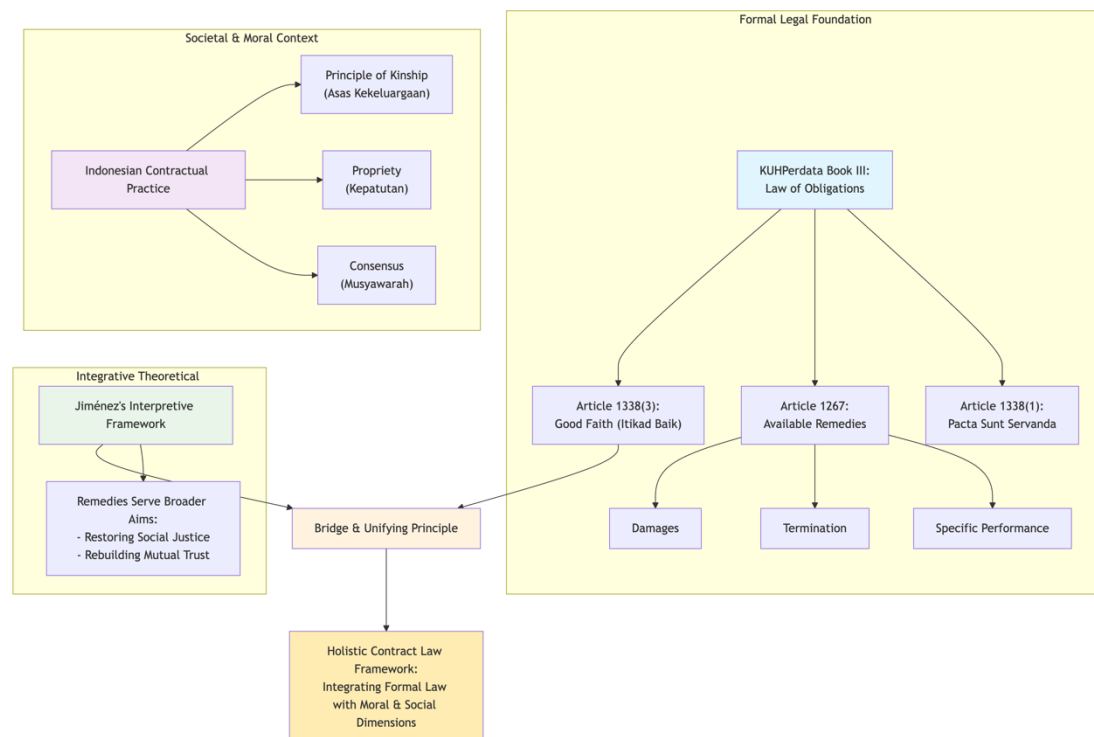 Societal & Moral Context
Principle of Kinship
(Asas Kekeluargaan)
Indonesian Contractual
Practice
Propriety
(Kepatutan)
Consensus
(Musyawarah)
Formal Legal Foundation
KUHPerdata Book III:
Law of Obligations
Article 1338(3):
Good Faith (Itikad Baik)
Article 1267:
Available Remedies
Article 1338(1):
Pacta Sunt Servanda
Damages
Termination
Specific Performance
Integrative Theoretical
Jiménez's Interpretive
Framework
Remedies Serve Broader
Aims:
- Restoring Social Justice
- Rebuilding Mutual Trust
Bridge & Unifying Principle
Holistic Contract Law
Framework:
Integrating Formal Law
with Moral & Social
Dimensions